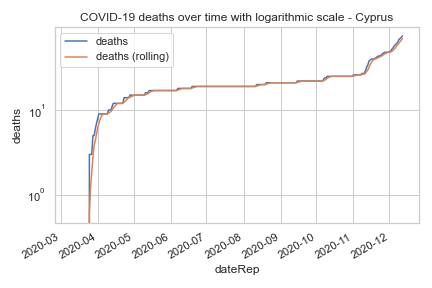 COVID-19 deaths over time with logarithmic scale - Cyprus
deaths
deaths (rolling)
10¹
10⁰
deaths
2020-03
2020-04
2020-05
2020-06
2020-07
2020-08
2020-09
2020-10
2020-11
2020-12
dateRep